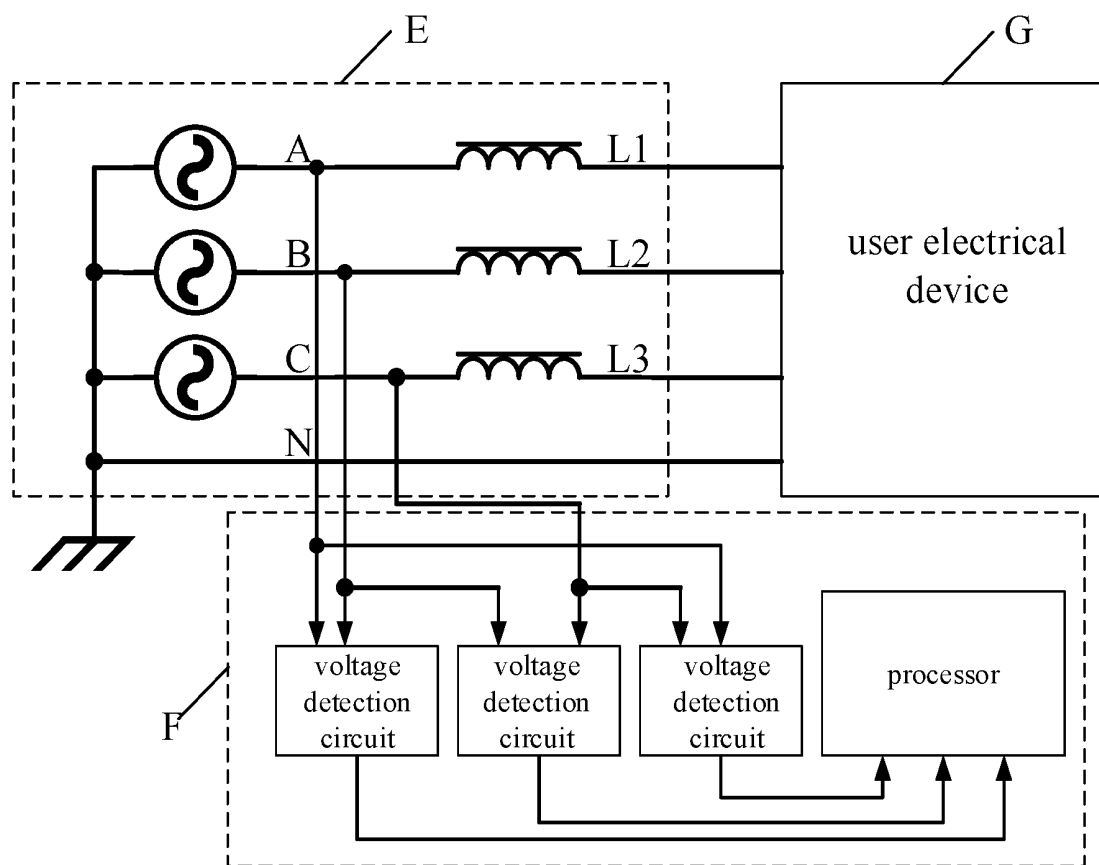 E
G
A
L1
B
L2
user electrical
device
C
L3
N
F
voltage
detection
circuit
voltage
detection
circuit
voltage
detection
circuit
processor